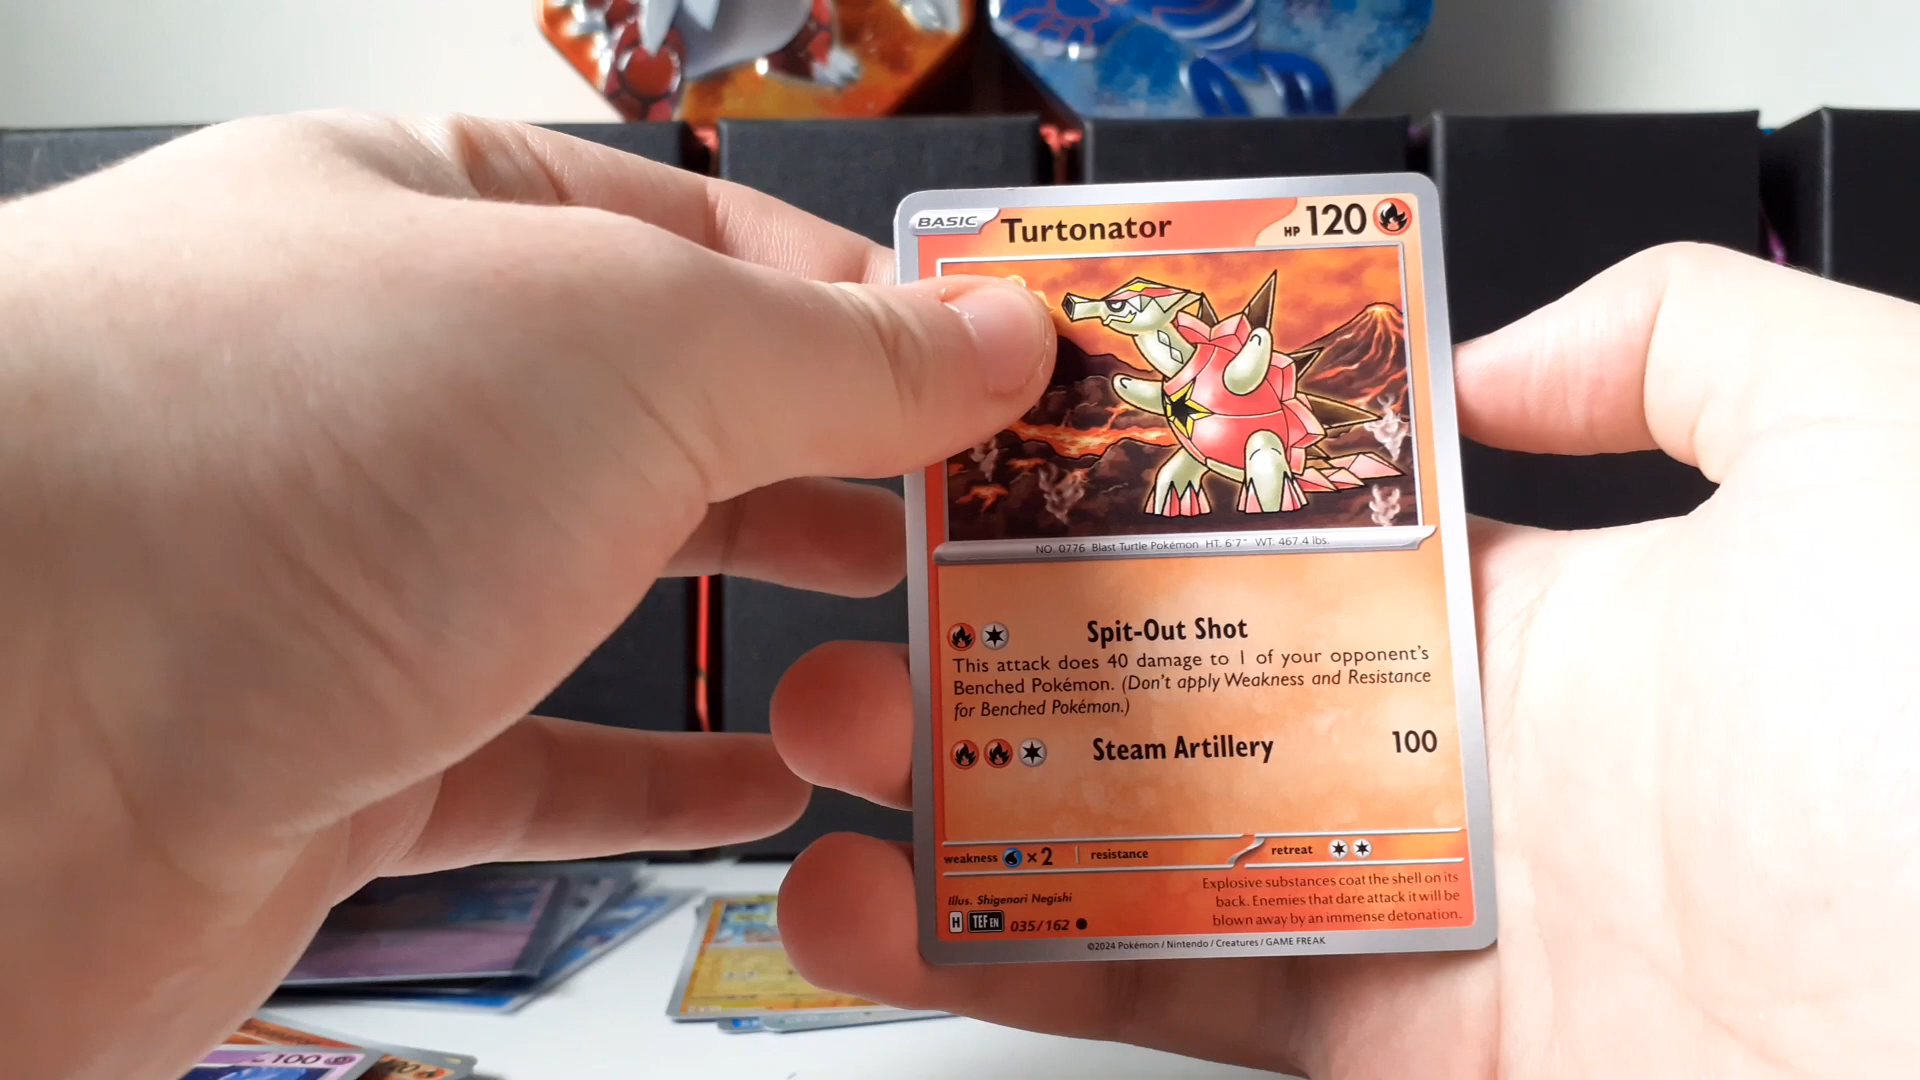 BASIC Turtonator HP 120
NO. 0776 Blast Turtle Pokémon HT. 6'7" WT. 467.4 lbs.
Spit-Out Shot
This attack does 40 damage to 1 of your opponent's
Benched Pokémon. (Don't apply Weakness and Resistance
for Benched Pokémon.)
Steam Artillery 100
weakness ×2 resistance retreat
Illus. Shigenori Negishi
Explosive substances coat the shell on its
back. Enemies that dare attack it will be
blown away by an immense detonation.
H TEF EN 035/162
©2024 Pokémon / Nintendo / Creatures / GAME FREAK
100